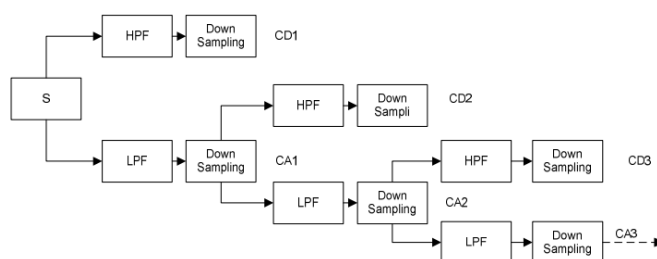 HPF
Down
Sampling
CD1
S
HPF
Down
Sampli
CD2
LPF
Down
Sampling
CA1
HPF
Down
Sampling
CD3
LPF
Down
Sampling
CA2
LPF
Down
Sampling
CA3